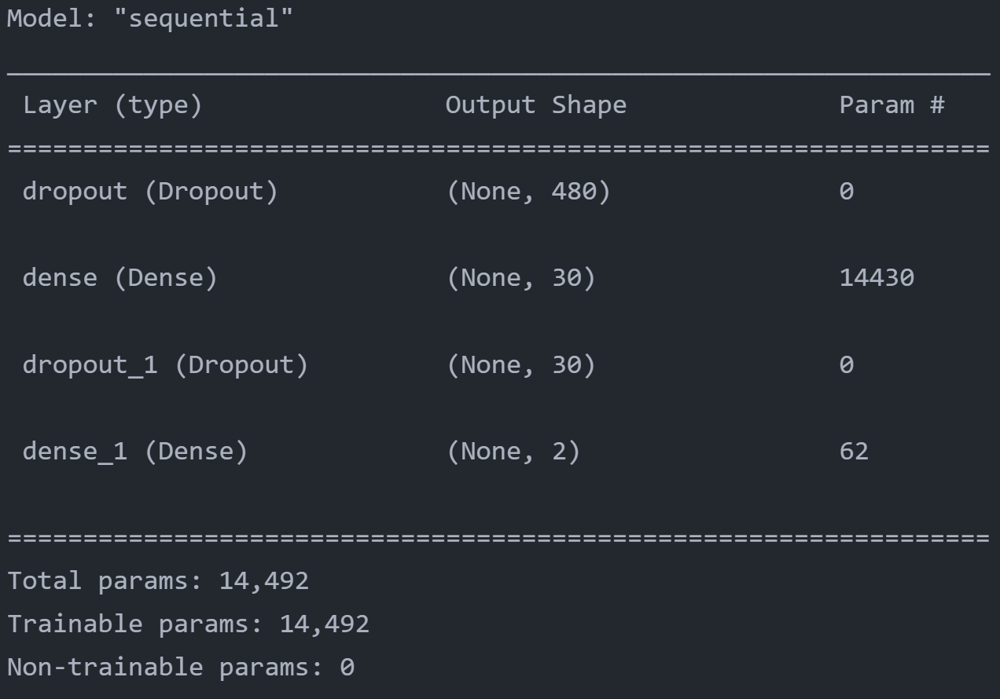 Model: "sequential"
_________________________________________________________________
Layer (type) Output Shape Param #
=================================================================
dropout (Dropout) (None, 480) 0
dense (Dense) (None, 30) 14430
dropout_1 (Dropout) (None, 30) 0
dense_1 (Dense) (None, 2) 62
=================================================================
Total params: 14,492
Trainable params: 14,492
Non-trainable params: 0